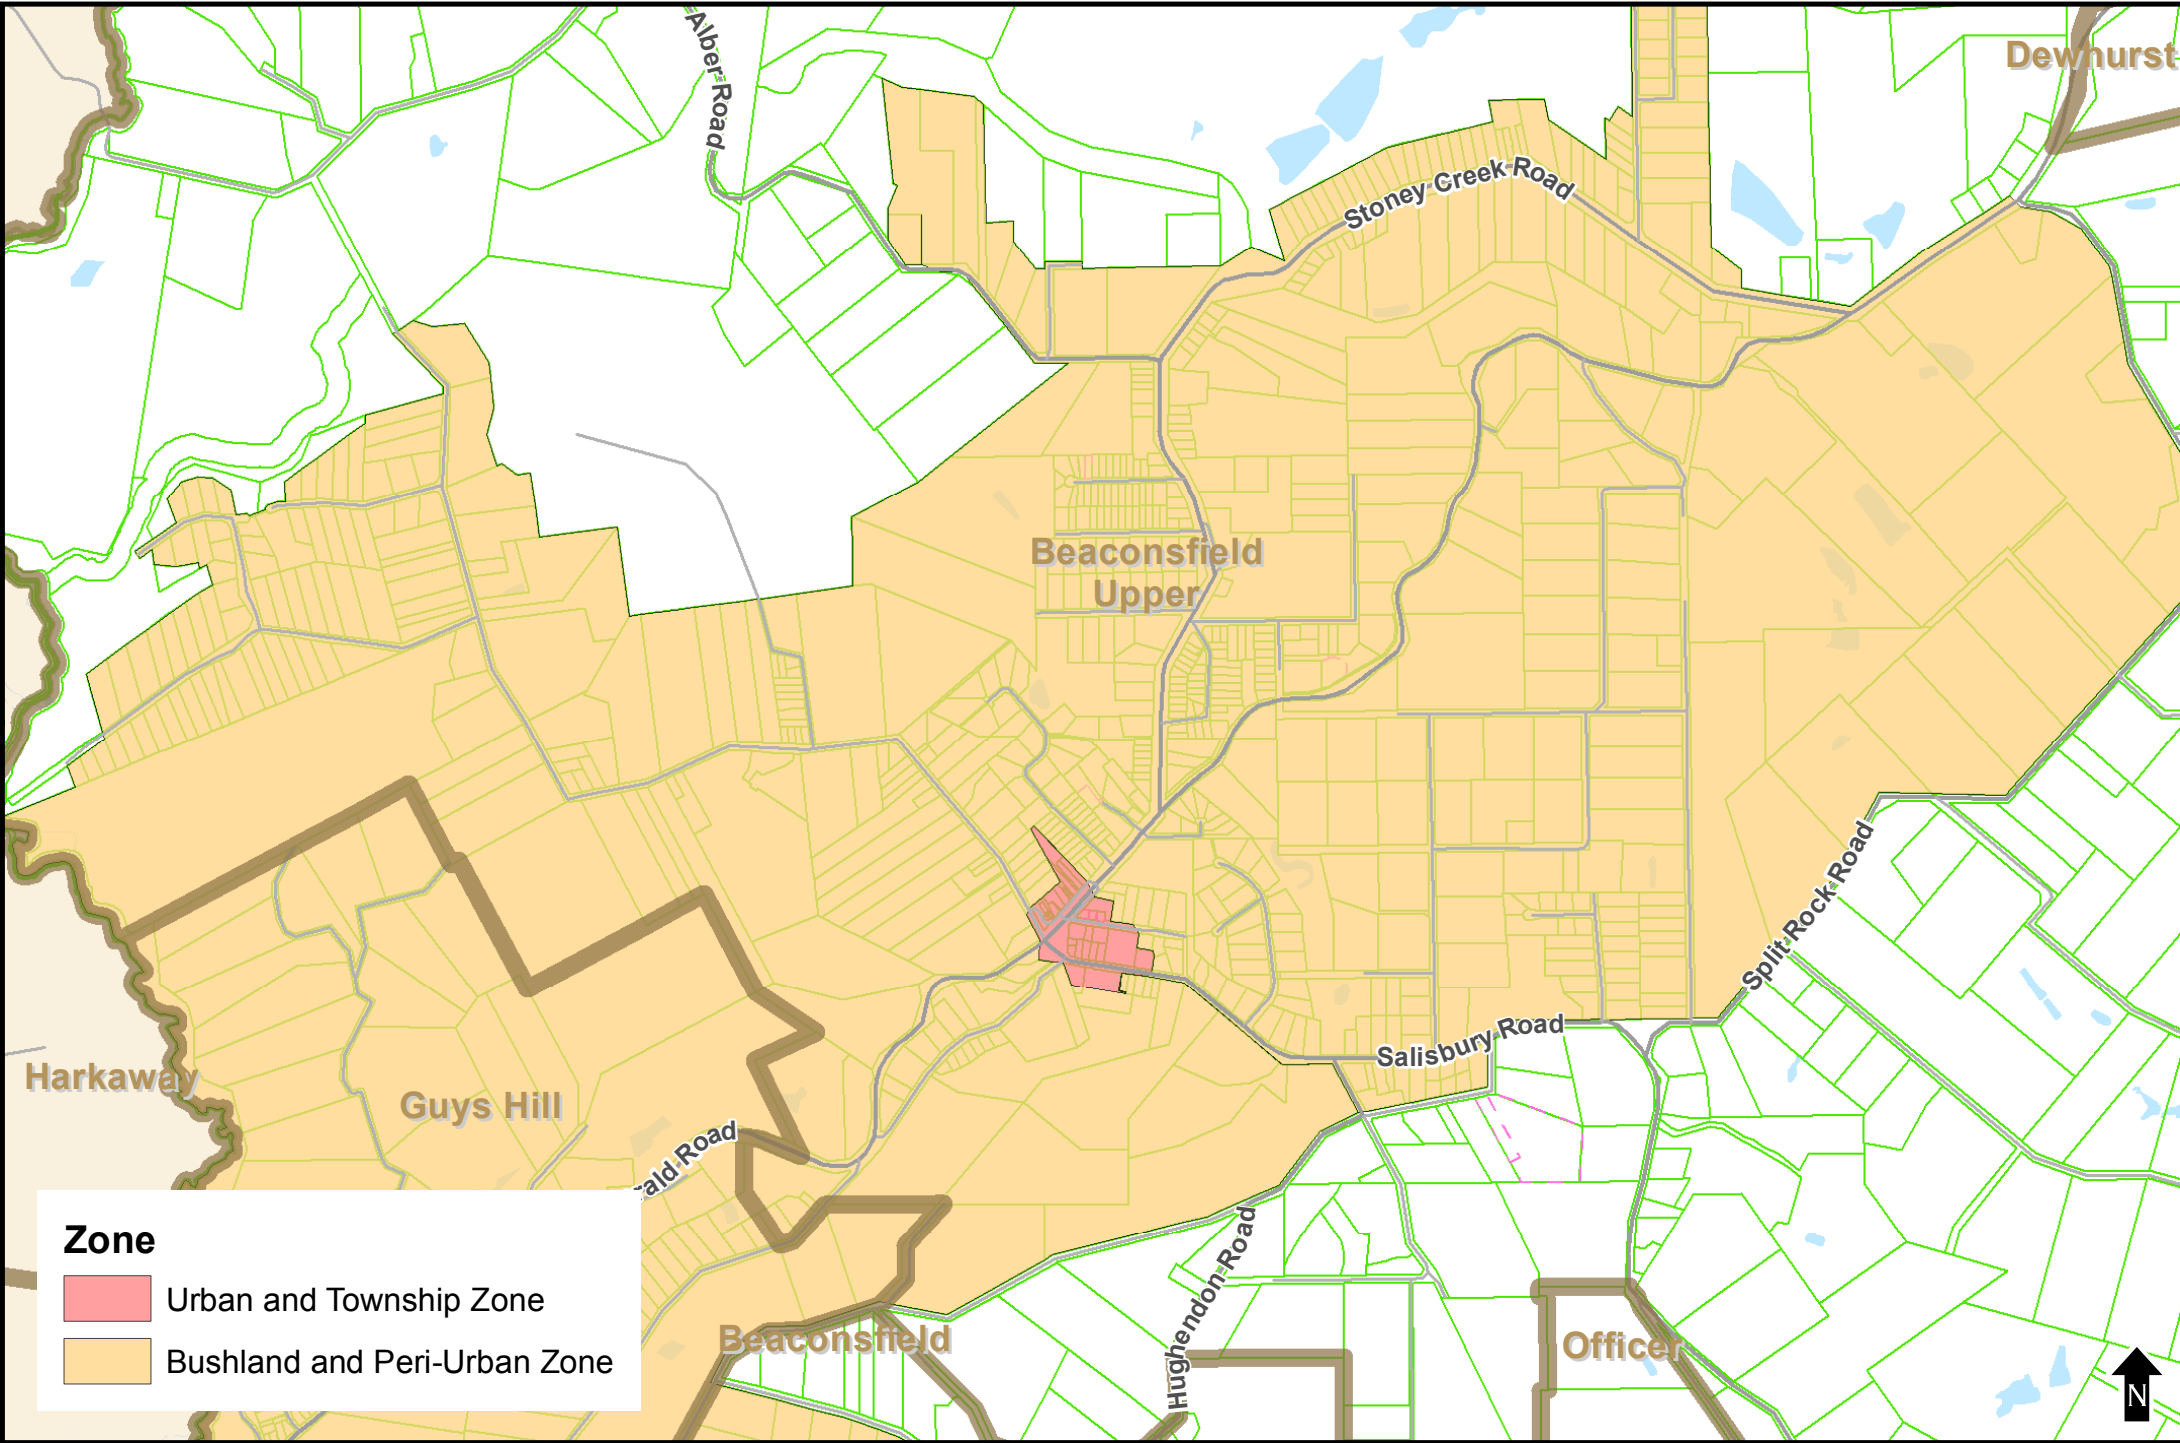 Alber Road
Dewhurst
Stoney Creek Road
Beaconsfield
Upper
Split Rock Road
Salisbury Road
Harkaway
Guys Hill
Road
Hughendon Road
Beaconsfield
Officer
Zone
Urban and Township Zone
Bushland and Peri-Urban Zone
N